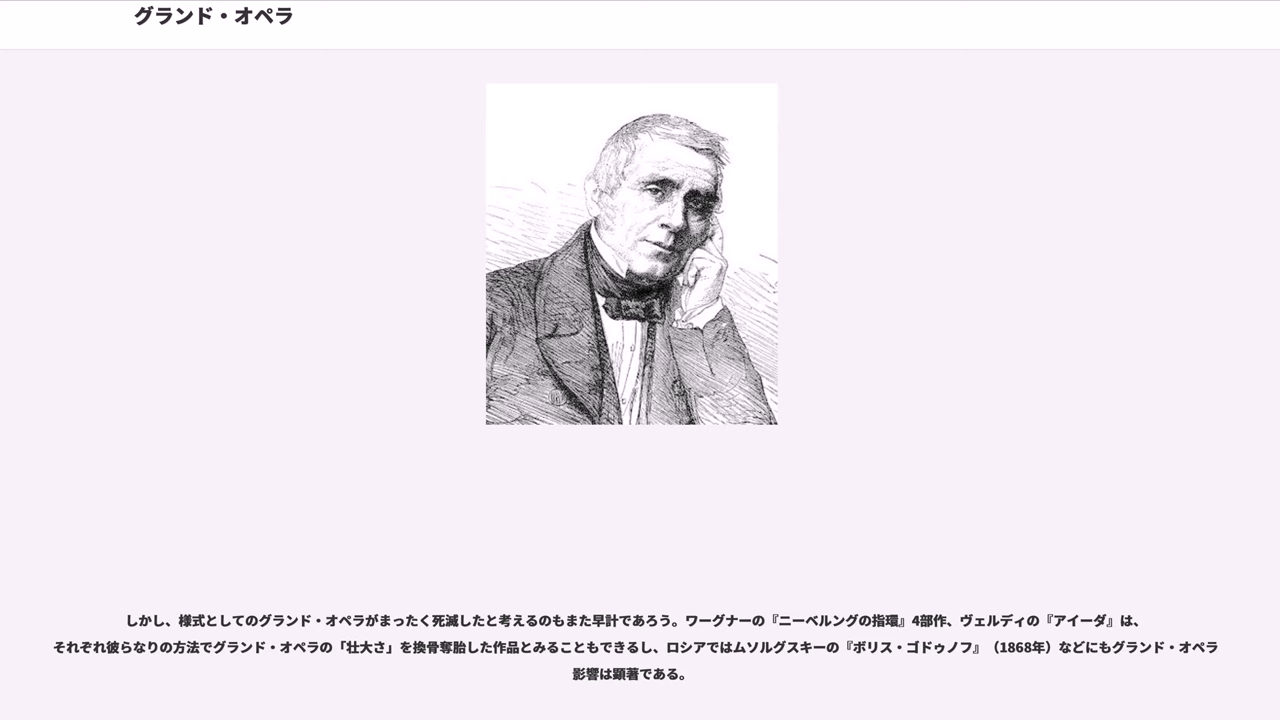 グランド・オペラ
しかし、様式としてのグランド・オペラがまったく死滅したと考えるのもまた早計であろう。ワーグナーの『ニーベルングの指環』4部作、ヴェルディの『アイーダ』は、
それぞれ彼らなりの方法でグランド・オペラの「壮大さ」を換骨奪胎した作品とみることもできるし、ロシアではムソルグスキーの『ボリス・ゴドゥノフ』（1868年）などにもグランド・オペラ
影響は顕著である。